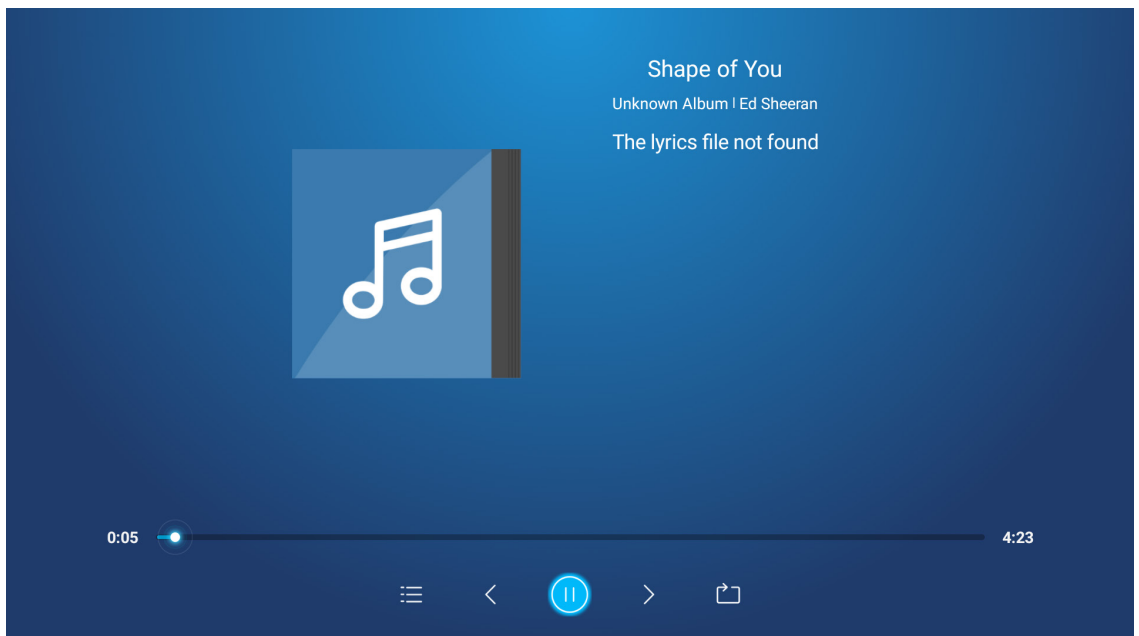 Shape of You
Unknown Album | Ed Sheeran
The lyrics file not found
0:05
4:23